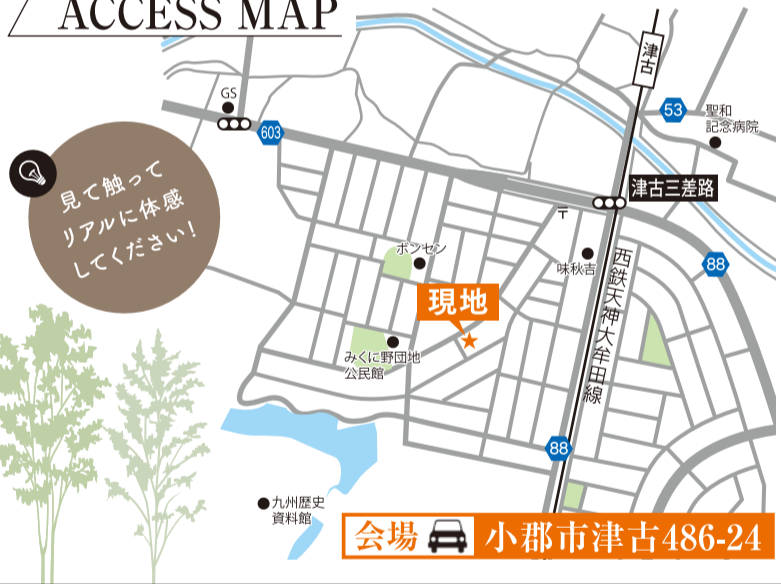 ACCESS MAP
見て触って
リアルに体感
してください!
GS
603
津古
53
聖和
記念病院
津古三差路
〒
味秋吉
88
ボンセン
現地
みくに野団地
公民館
西鉄天神大牟田線
88
九州歴史
資料館
会場
小郡市津古486-24